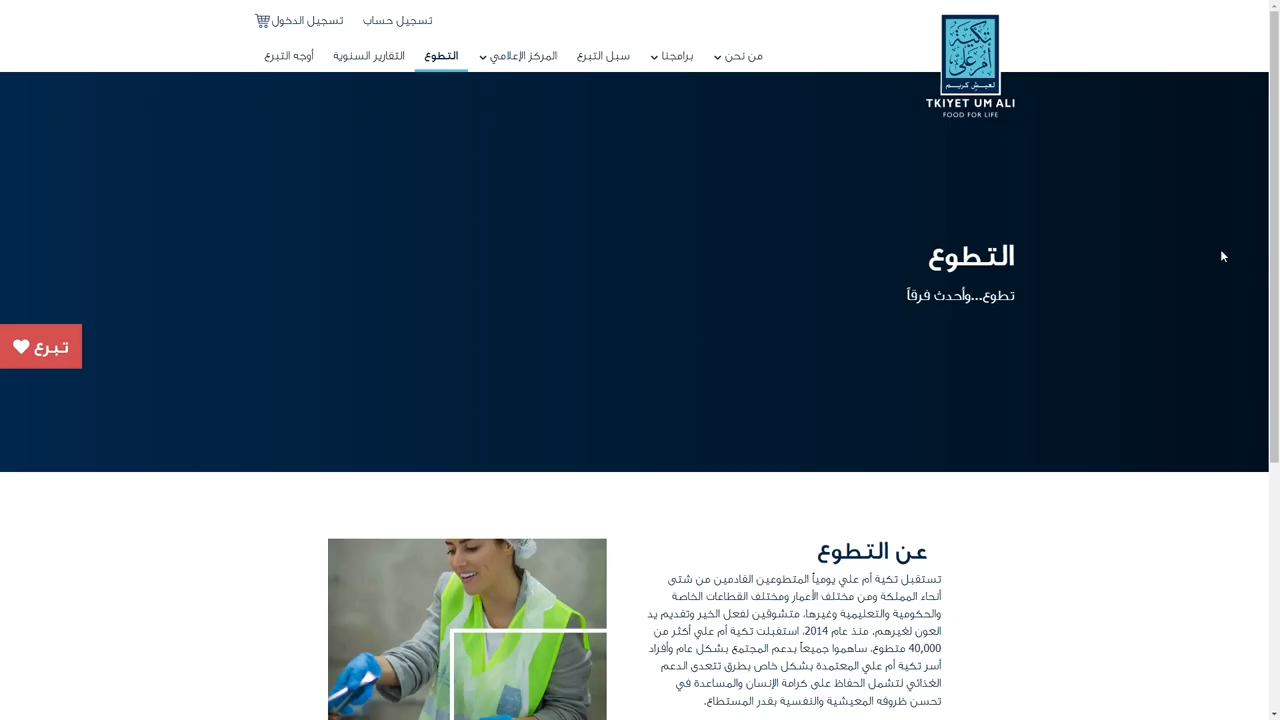 تسجيل حساب
تسجيل الدخول
من نحن
برامجنا
سبل التبرع
المركز الإعلامي
التطوع
التقارير السنوية
أوجه التبرع
تكية
أم علي
لعيش كريم
TKIYET UM ALI
FOOD FOR LIFE
التطوع
تطوع...وأحدث فرقاً
تبرع
عن التطوع
تستقبل تكية أم علي يومياً المتطوعين القادمين من شتى
أنحاء المملكة ومن مختلف الأعمار ومختلف القطاعات الخاصة
والحكومية والتعليمية وغيرها، متشوقين لفعل الخير وتقديم يد
العون لغيرهم. منذ عام 2014، استقبلت تكية أم علي أكثر من
40,000 متطوع، ساهموا جميعاً بدعم المجتمع بشكل عام وأفراد
أسر تكية أم علي المعتمدة بشكل خاص بطرق تتعدى الدعم
الغذائي لتشمل الحفاظ على كرامة الإنسان والمساعدة في
تحسن ظروفه المعيشية والنفسية بقدر المستطاع.